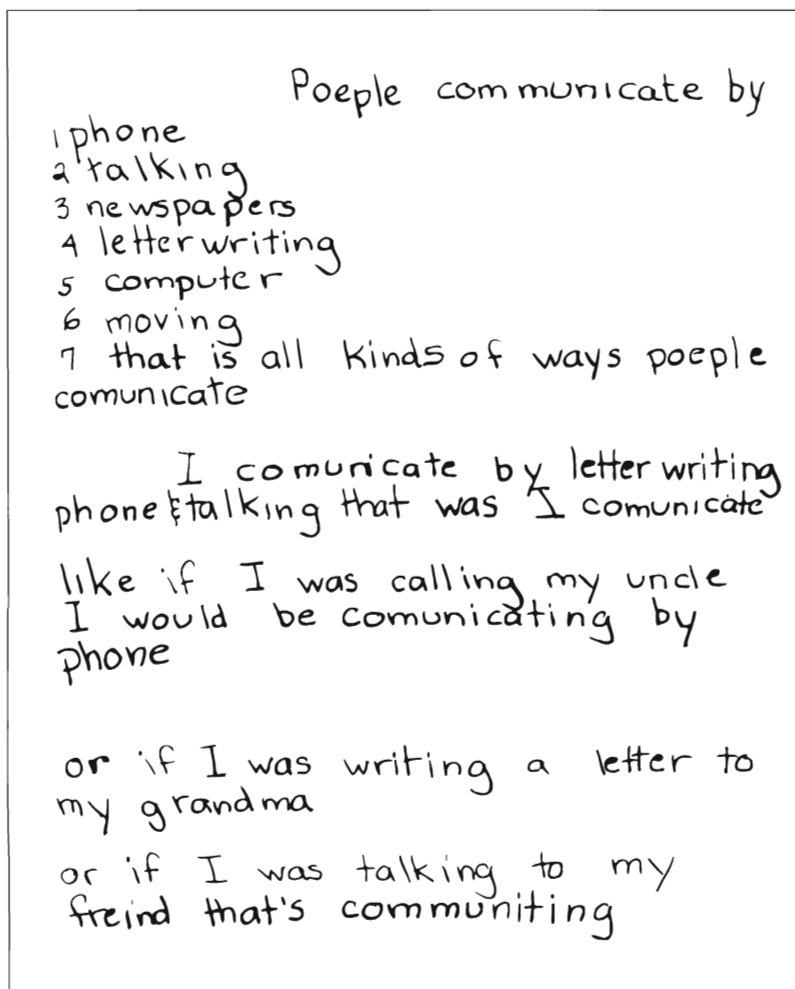 Poeple communicate by
1 phone
2 talking
3 newspapers
4 letter writing
5 computer
6 moving
7 that is all kinds of ways poeple
comunicate
I comunicate by letter writing
phone & talking that was I comunicate
like if I was calling my uncle
I would be comunicating by
phone
or if I was writing a letter to
my grandma
or if I was talking to my
freind that's communiting